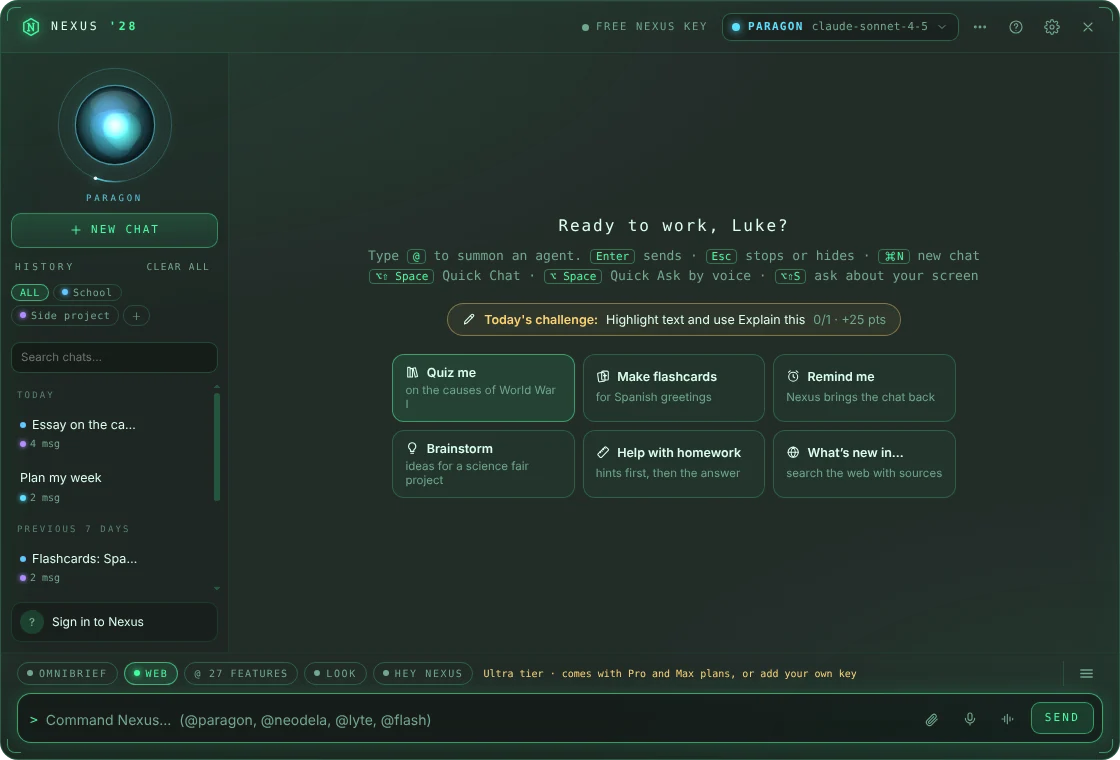 NEXUS '28
FREE NEXUS KEY
PARAGON claude-sonnet-4-5
PARAGON
+ NEW CHAT
HISTORY CLEAR ALL
ALL School
Side project +
Search chats...
TODAY
Essay on the ca...
4 msg
Plan my week
2 msg
PREVIOUS 7 DAYS
Flashcards: Spa...
2 msg
? Sign in to Nexus
Ready to work, Luke?
Type @ to summon an agent. Enter sends · Esc stops or hides · ⌘N new chat
⌥⇧ Space Quick Chat · ⌥ Space Quick Ask by voice · ⌥⇧S ask about your screen
Today's challenge: Highlight text and use Explain this 0/1 · +25 pts
Quiz me
on the causes of World War
I
Make flashcards
for Spanish greetings
Remind me
Nexus brings the chat back
Brainstorm
ideas for a science fair
project
Help with homework
hints first, then the answer
What's new in...
search the web with sources
OMNIBRIEF WEB @ 27 FEATURES LOOK HEY NEXUS Ultra tier · comes with Pro and Max plans, or add your own key
> Command Nexus... (@paragon, @neodela, @lyte, @flash)
SEND